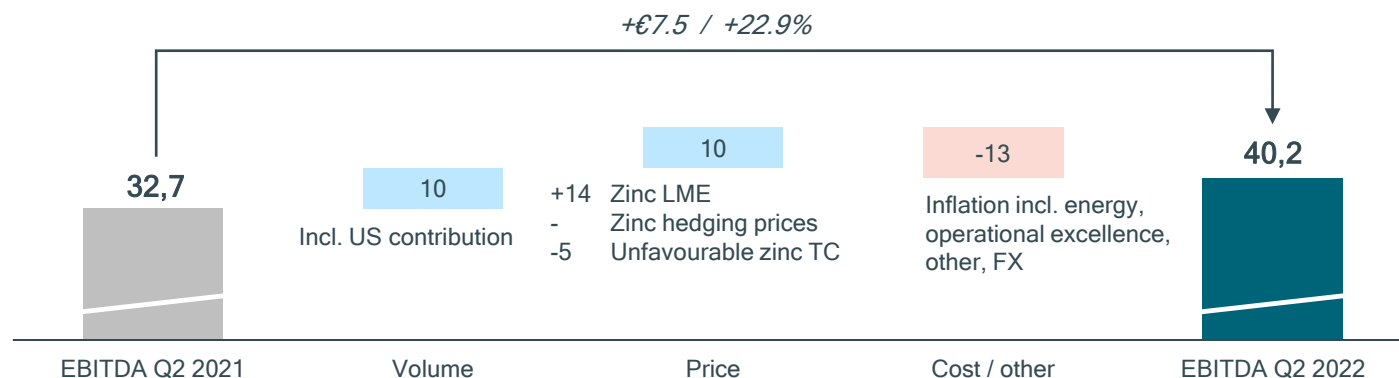 +€7.5 / +22.9%
32,7
10
Incl. US contribution
10
+14 Zinc LME
- Zinc hedging prices
-5 Unfavourable zinc TC
-13
Inflation incl. energy,
operational excellence,
other, FX
40,2
EBITDA Q2 2021
Volume
Price
Cost / other
EBITDA Q2 2022